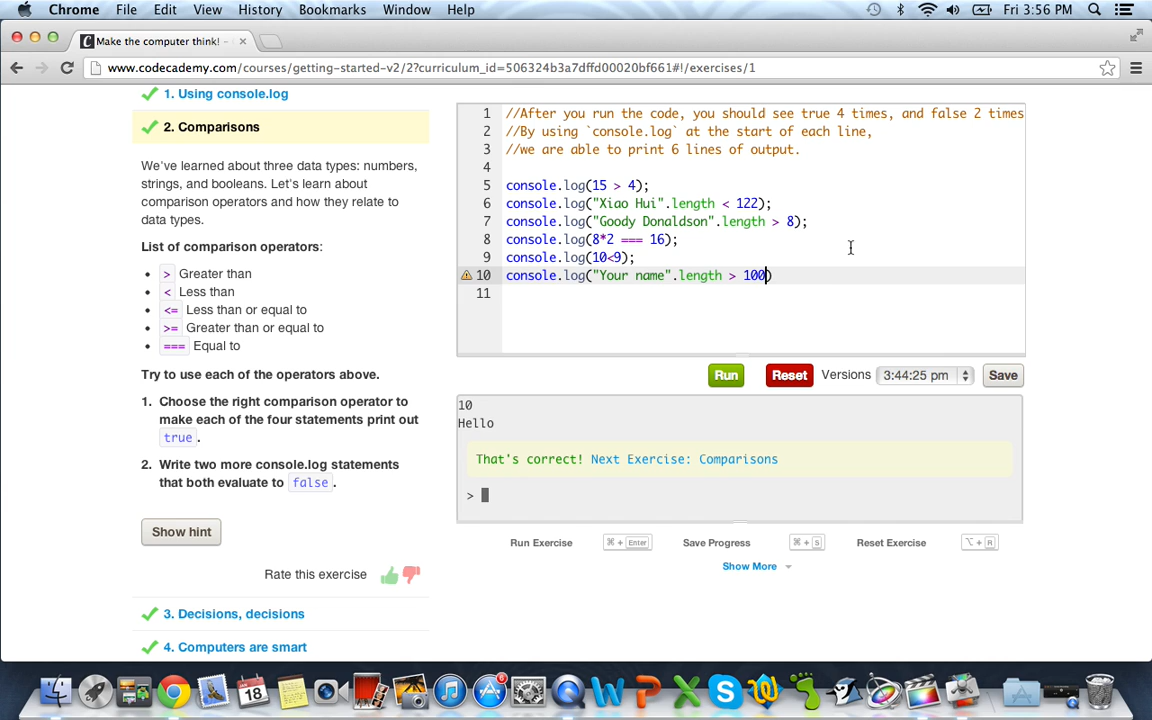 Chrome File Edit View History Bookmarks Window Help Fri 3:56 PM
Make the computer think! –
www.codecademy.com/courses/getting-started-v2/2?curriculum_id=506324b3a7dffd00020bf661#!/exercises/1
1. Using console.log
2. Comparisons
We've learned about three data types: numbers,
strings, and booleans. Let's learn about
comparison operators and how they relate to
data types.
List of comparison operators:
> Greater than
< Less than
<= Less than or equal to
>= Greater than or equal to
=== Equal to
Try to use each of the operators above.
1. Choose the right comparison operator to
make each of the four statements print out
true.
2. Write two more console.log statements
that both evaluate to false.
Show hint
Rate this exercise
3. Decisions, decisions
4. Computers are smart
1 //After you run the code, you should see true 4 times, and false 2 times
2 //By using `console.log` at the start of each line,
3 //we are able to print 6 lines of output.
4
5 console.log(15 > 4);
6 console.log("Xiao Hui".length < 122);
7 console.log("Goody Donaldson".length > 8);
8 console.log(8*2 === 16);
9 console.log(10<9);
10 console.log("Your name".length > 100)
11
Run Reset Versions 3:44:25 pm Save
10
Hello
That's correct! Next Exercise: Comparisons
>
Run Exercise ⌘ + Enter Save Progress ⌘ + S Reset Exercise ⌥ + R
Show More
JAN
18
6